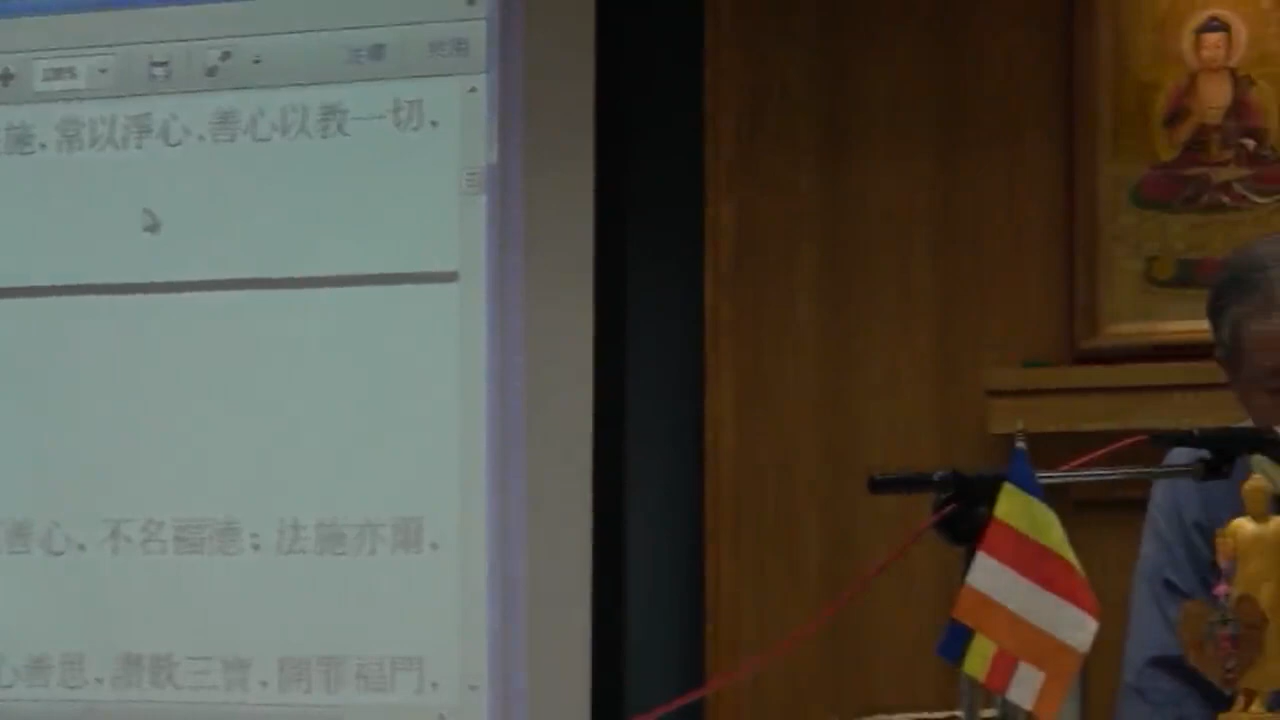 施、常以淨心、善心以教一切、
善心、不名福德；法施亦爾、
心善思、讚歎三寶、開罪福門、